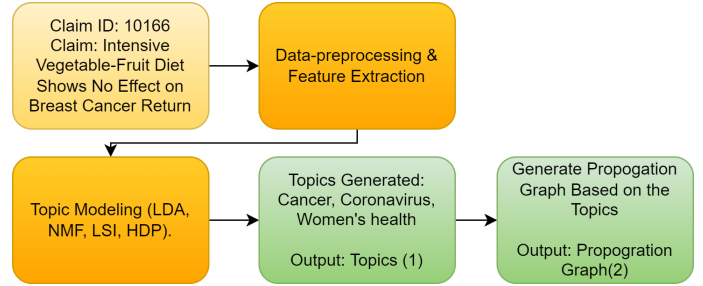 Claim ID: 10166
Claim: Intensive
Vegetable-Fruit Diet
Shows No Effect on
Breast Cancer Return
Data-preprocessing &
Feature Extraction
Topic Modeling (LDA,
NMF, LSI, HDP).
Topics Generated:
Cancer, Coronavirus,
Women's health
Output: Topics (1)
Generate Propogation
Graph Based on the
Topics
Output: Propogration
Graph(2)